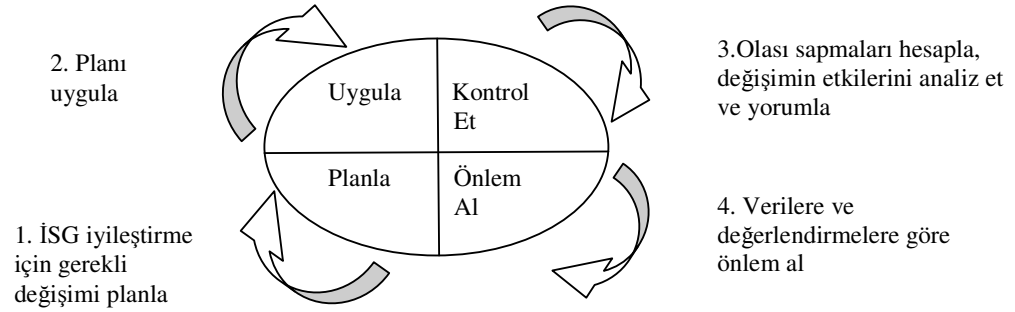 2. Planı
uygula
Uygula
Kontrol
Et
3.Olası sapmaları hesapla,
değişimin etkilerini analiz et
ve yorumla
1. İSG iyileştirme
için gerekli
değişimi planla
Planla
Önlem
Al
4. Verilere ve
değerlendirmelere göre
önlem al